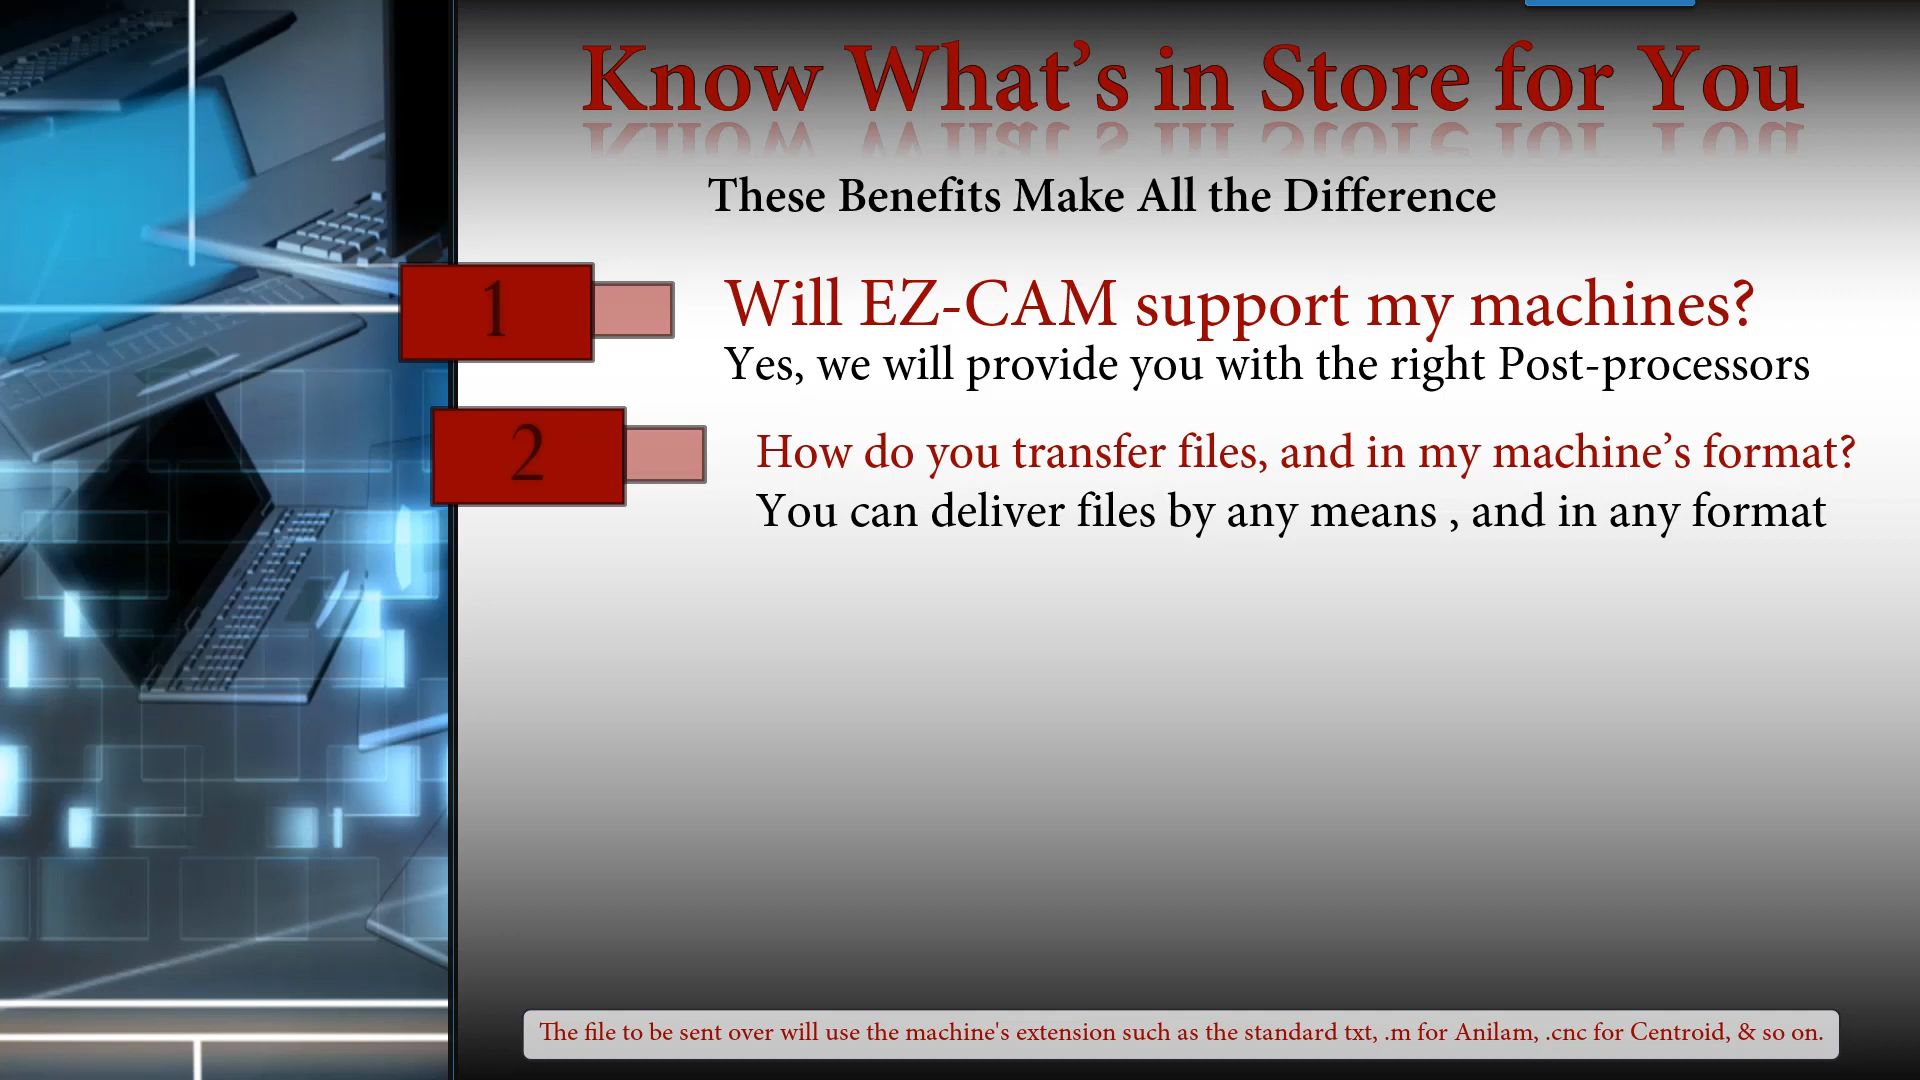 Know What’s in Store for You
These Benefits Make All the Difference
1
Will EZ-CAM support my machines?
Yes, we will provide you with the right Post-processors
2
How do you transfer files, and in my machine’s format?
You can deliver files by any means , and in any format
The file to be sent over will use the machine's extension such as the standard txt, .m for Anilam, .cnc for Centroid, & so on.